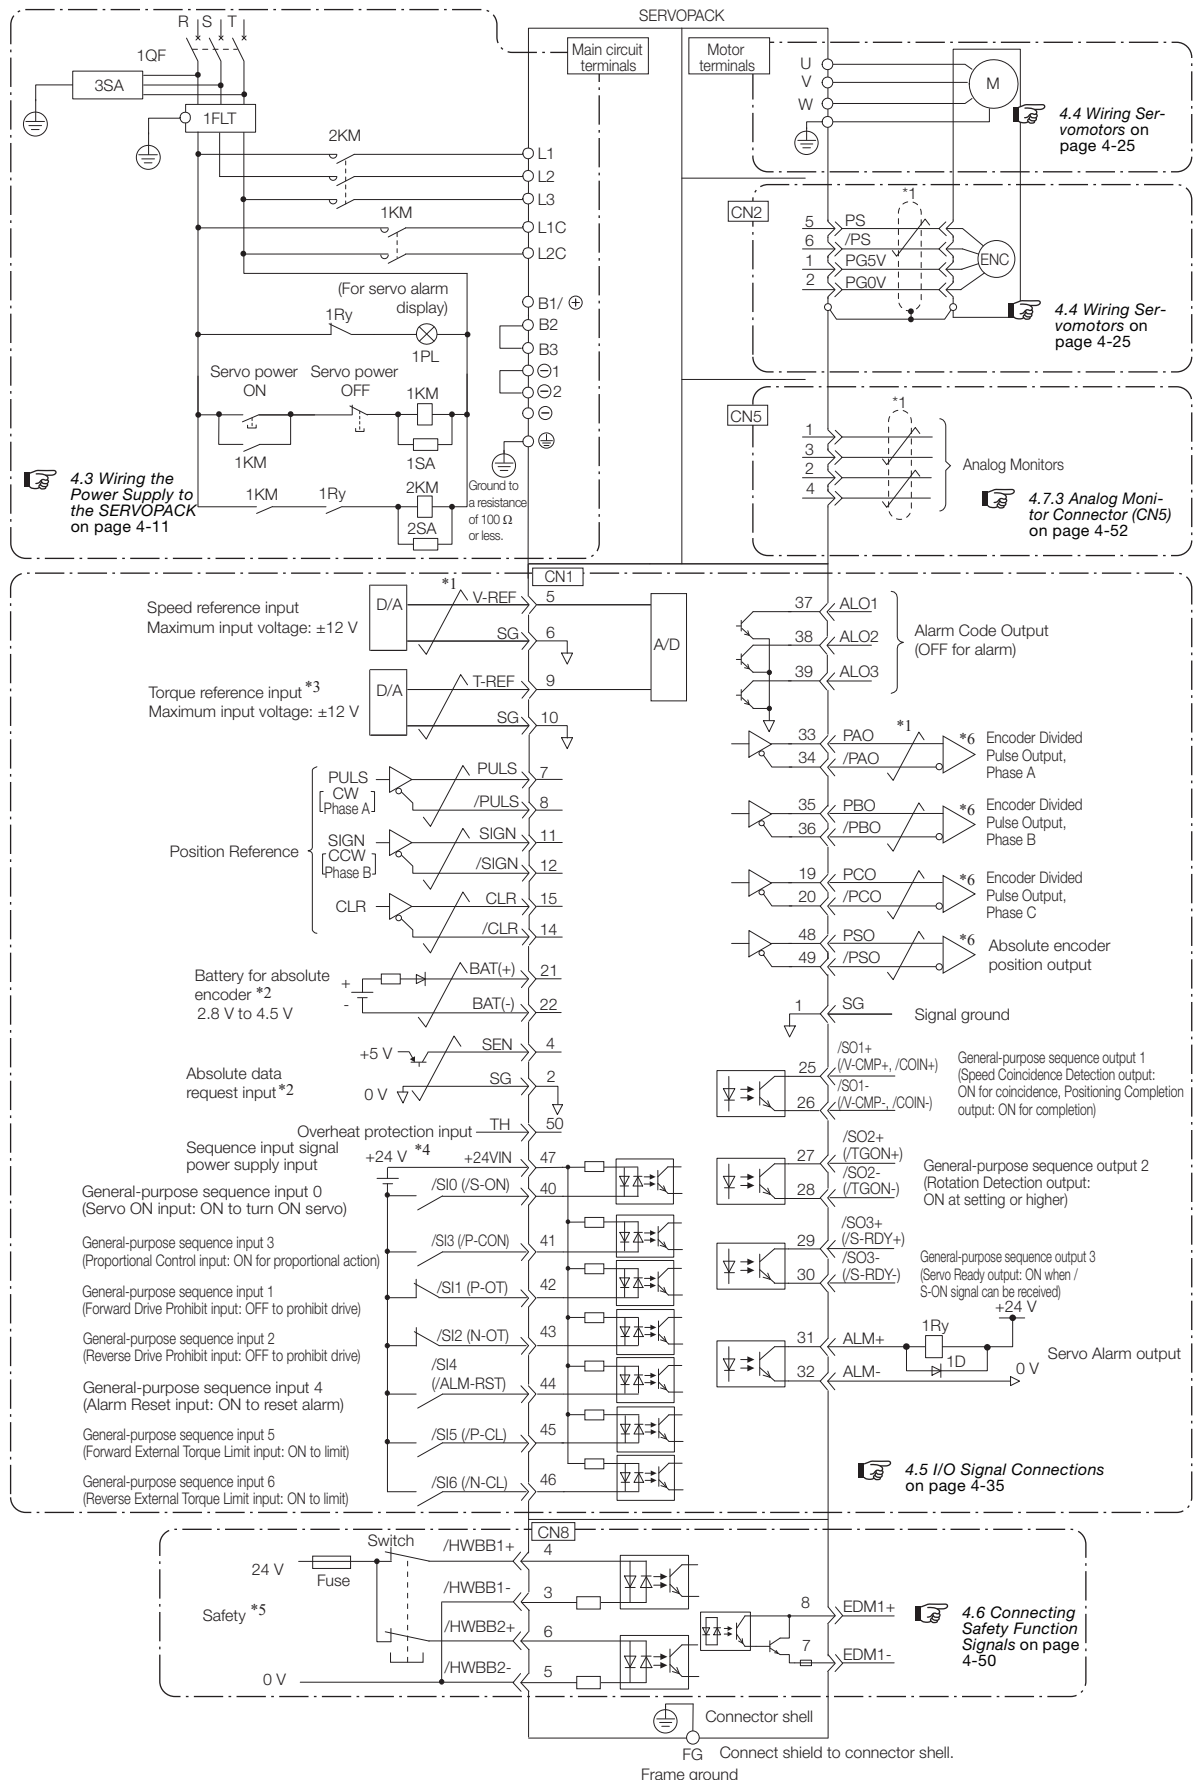 SERVOPACK
R S T
1QF
3SA
1FLT
2KM
Main circuit
terminals
L1
L2
L3
1KM
L1C
L2C
(For servo alarm
display)
1Ry
1PL
B1/ ⊕
B2
B3
⊖1
⊖2
⊖
Servo power
ON
Servo power
OFF
1KM
1KM
1SA
1KM
1Ry
2KM
2SA
Ground to
a resistance
of 100 Ω
or less.
4.3 Wiring the
Power Supply to
the SERVOPACK
on page 4-11
Motor
terminals
U
V
W
M
4.4 Wiring Ser-
vomotors on
page 4-25
CN2
*1
5 PS
6 /PS
1 PG5V
2 PG0V
ENC
4.4 Wiring Ser-
vomotors on
page 4-25
CN5
*1
1
3
2
4
Analog Monitors
4.7.3 Analog Moni-
tor Connector (CN5)
on page 4-52
CN1
Speed reference input
Maximum input voltage: ±12 V
D/A
*1
V-REF 5
SG 6
A/D
Torque reference input *3
Maximum input voltage: ±12 V
D/A
T-REF 9
SG 10
Position Reference
PULS
CW
Phase A
PULS 7
/PULS 8
SIGN
CCW
Phase B
SIGN 11
/SIGN 12
CLR
CLR 15
/CLR 14
Battery for absolute
encoder *2
2.8 V to 4.5 V
+
-
BAT(+) 21
BAT(-) 22
Absolute data
request input*2
+5 V
SEN 4
0 V
SG 2
Overheat protection input TH 50
Sequence input signal
power supply input
+24 V *4
+24VIN 47
General-purpose sequence input 0
(Servo ON input: ON to turn ON servo)
/SI0 (/S-ON) 40
General-purpose sequence input 3
(Proportional Control input: ON for proportional action)
/SI3 (/P-CON) 41
General-purpose sequence input 1
(Forward Drive Prohibit input: OFF to prohibit drive)
/SI1 (P-OT) 42
General-purpose sequence input 2
(Reverse Drive Prohibit input: OFF to prohibit drive)
/SI2 (N-OT) 43
General-purpose sequence input 4
(Alarm Reset input: ON to reset alarm)
/SI4
(/ALM-RST) 44
General-purpose sequence input 5
(Forward External Torque Limit input: ON to limit)
/SI5 (/P-CL) 45
General-purpose sequence input 6
(Reverse External Torque Limit input: ON to limit)
/SI6 (/N-CL) 46
37 ALO1
38 ALO2
39 ALO3
Alarm Code Output
(OFF for alarm)
33 PAO
34 /PAO
*1
*6
Encoder Divided
Pulse Output,
Phase A
35 PBO
36 /PBO
*6
Encoder Divided
Pulse Output,
Phase B
19 PCO
20 /PCO
*6
Encoder Divided
Pulse Output,
Phase C
48 PSO
49 /PSO
*6
Absolute encoder
position output
1 SG
Signal ground
/SO1+
25 (/V-CMP+, /COIN+)
/SO1-
26 (/V-CMP-, /COIN-)
General-purpose sequence output 1
(Speed Coincidence Detection output:
ON for coincidence, Positioning Completion
output: ON for completion)
/SO2+
27 (/TGON+)
/SO2-
28 (/TGON-)
General-purpose sequence output 2
(Rotation Detection output:
ON at setting or higher)
/SO3+
29 (/S-RDY+)
/SO3-
30 (/S-RDY-)
General-purpose sequence output 3
(Servo Ready output: ON when /
S-ON signal can be received)
+24 V
31 ALM+
1Ry
1D
32 ALM-
0 V
Servo Alarm output
4.5 I/O Signal Connections
on page 4-35
CN8
Switch
24 V
Fuse
Safety *5
0 V
/HWBB1+ 4
/HWBB1- 3
/HWBB2+ 6
/HWBB2- 5
8 EDM1+
7 EDM1-
4.6 Connecting
Safety Function
Signals on page
4-50
Connector shell
FG Connect shield to connector shell.
Frame ground